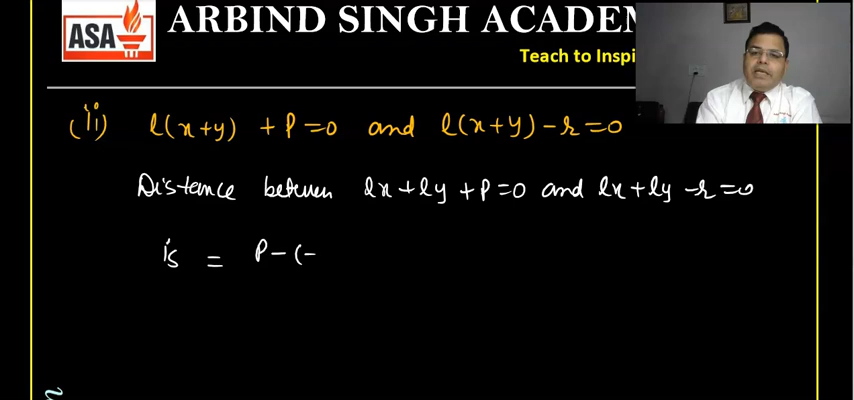 ASA
ARBIND SINGH ACADEM
Teach to Inspi
(ii) l(x+y) + P = 0 and l(x+y) - r = 0
Distance between lx + ly + P = 0 and lx + ly - r = 0
is = P - (-